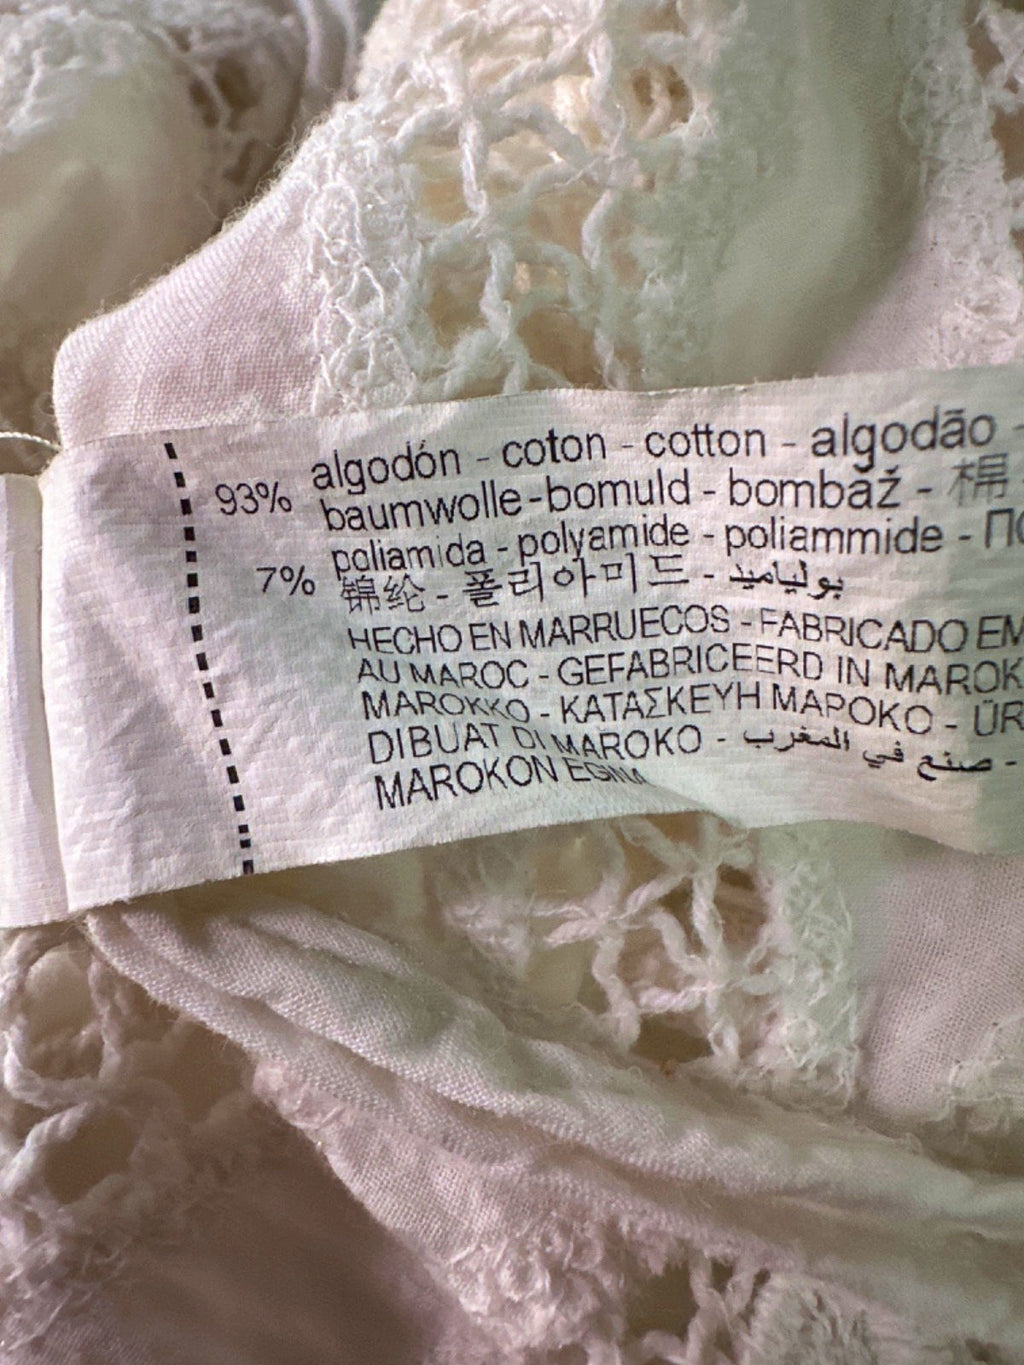 93% algodón - coton - cotton - algodão -
baumwolle - bomuld - bombaž - 棉
7% poliamida - polyamide - poliammide -
锦纶 - 폴리아미드 - بولياميد
HECHO EN MARRUECOS - FABRICADO EM
AU MAROC - GEFABRICEERD IN MAROK
MAROKKO - ΚΑΤΑΣΚΕΥΗ ΜΑΡΟΚΟ - ÜR
DIBUAT DI MAROKO - صنع في المغرب -
MAROKON EGINA